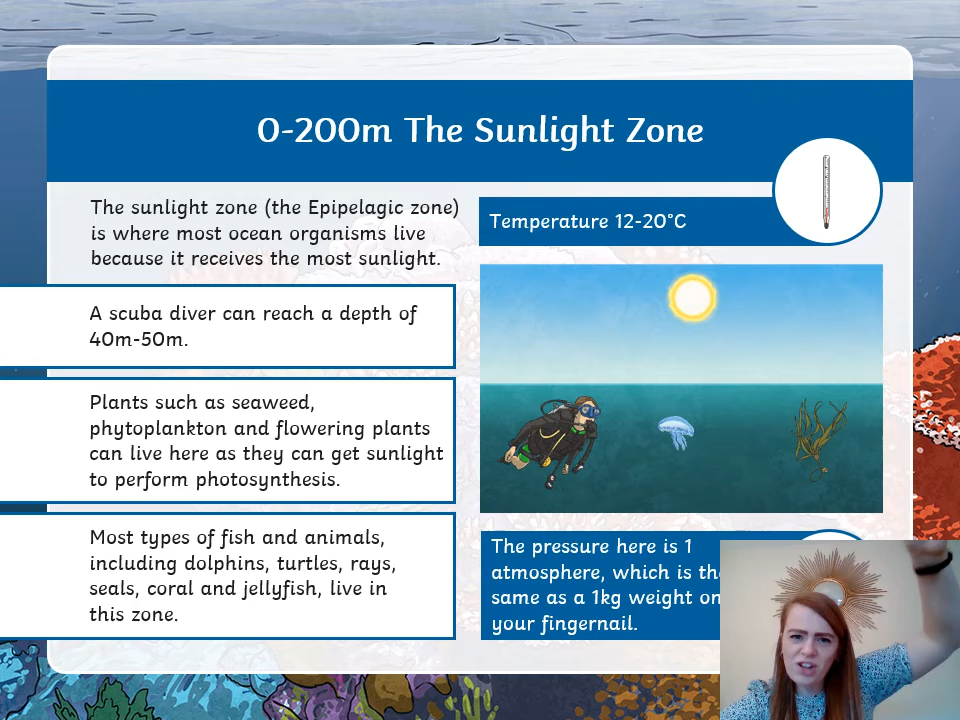 0-200m The Sunlight Zone
The sunlight zone (the Epipelagic zone)
is where most ocean organisms live
because it receives the most sunlight.
A scuba diver can reach a depth of
40m-50m.
Plants such as seaweed,
phytoplankton and flowering plants
can live here as they can get sunlight
to perform photosynthesis.
Most types of fish and animals,
including dolphins, turtles, rays,
seals, coral and jellyfish, live in
this zone.
Temperature 12-20°C
The pressure here is 1
atmosphere, which is the
same as a 1kg weight on
your fingernail.